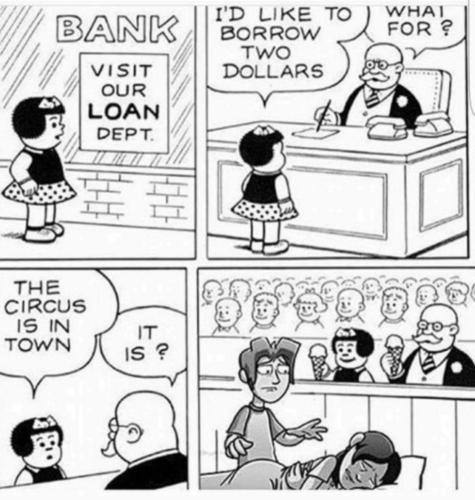 BANK
VISIT
OUR
LOAN
DEPT.
I'D LIKE TO
BORROW
TWO
DOLLARS
WHAT
FOR ?
THE
CIRCUS
IS IN
TOWN
IT
IS ?